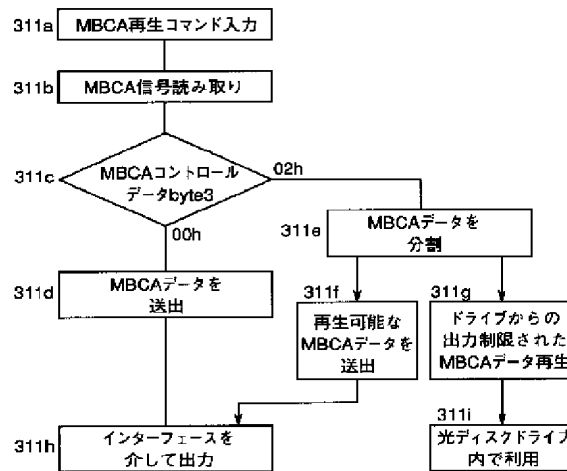 311a
MBCA再生コマンド入力
311b
MBCA信号読み取り
311c
MBCAコントロール
データbyte3
02h
00h
311e
MBCAデータを
分割
311d
MBCAデータを
送出
311f
再生可能な
MBCAデータを
送出
311g
ドライブからの
出力制限された
MBCAデータ再生
311h
インターフェースを
介して出力
311i
光ディスクドライブ
内で利用